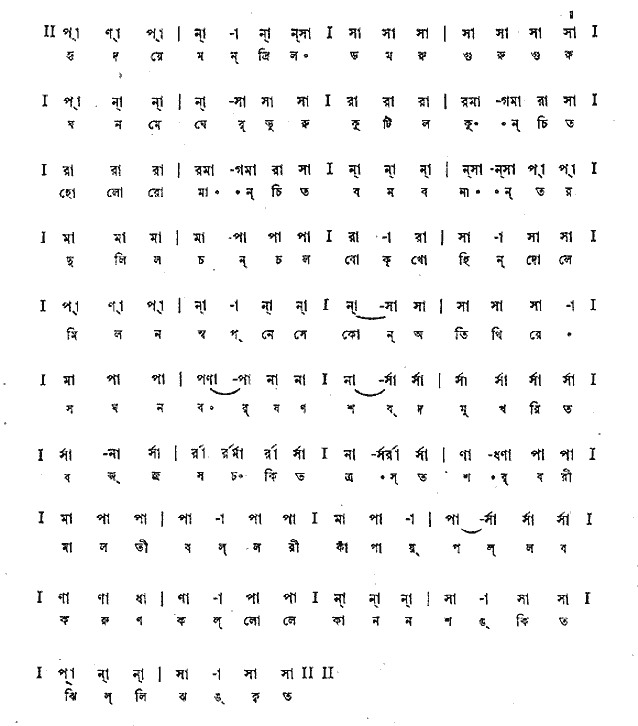 II প্া ণ্া প্া | ন্া -া ন্া ন্সা I সা সা সা | সা সা সা সা I
হৃ দ য়ে ম ন্ দ্রি ল॰ ড ম রু গু রু গু রু
I প্া ন্া ন্া | ন্া -সা সা সা I রা রা রা | রমা -গমা রা সা I
ঘ ন মে ঘে র্ ভু রু কু টি ল কু॰ ॰ন্ চি ত
I রা রা রা | রমা -গমা রা সা I ন্া ন্া ন্া | ন্সা -ন্সা প্া প্া I
হো লো রো মা॰ ॰ন্ চি ত ব ন ব না॰ ॰ন্ ত র
I মা মা মা | মা -পা পা পা I রা -া রা | সা -া সা সা I
দু লি ল চ ন্ চ ল বো ক্ খো হি ন্ দো লে
I প্া ণ্া প্া | ন্া -া ন্া ন্া I ন্া -সা সা | সা সা সা -া I
মি ল ন স্ব প্ নে সে কো ন্ অ তি থি রে ॰
I মা পা পা | পণা -পা না না I না -র্সা র্সা | র্সা র্সা র্সা র্সা I
স ঘ ন ব॰ র্ ষ ণ শ ব্ দ মু খ রি ত
I র্সা -না র্সা | র্রা র্রর্মা র্রা র্সা I না -র্সর্রা র্সা | ণা -ধণা পা পা I
ব জ্ জ্র স চ॰ কি ত ত্র ॰স্ ত শ ॰র্ ব রী
I মা পা পা | পা -া পা পা I মা পা -া | পা -র্সা র্সা র্সা I
মা ল তী ব ল্ ল রী কাঁ পা য়্ প ল্ ল ব
I ণা ণা ধা | ণা -া পা পা I ন্া ন্া ন্া | সা -া সা সা I
ক রু ণ ক ল্ লো লে কা ন ন শ ঙ্ কি ত
I প্া ন্া ন্া | সা -া সা সা II II
ঝি ল্ লি ঝ ঙ্ কৃ ত